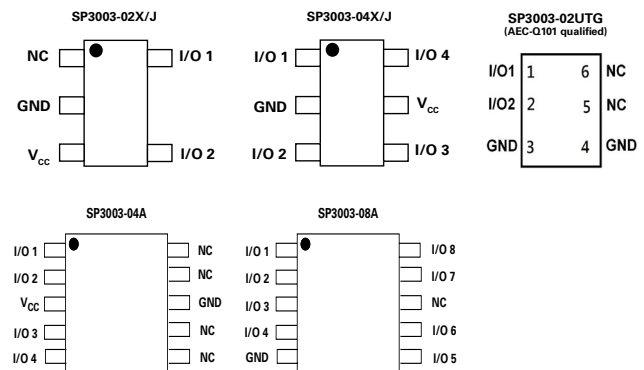 SP3003-02X/J
NC I/O 1
GND
VCC I/O 2
SP3003-04X/J
I/O 1 I/O 4
GND VCC
I/O 2 I/O 3
SP3003-02UTG
(AEC-Q101 qualified)
I/O1 1 6 NC
I/O2 2 5 NC
GND 3 4 GND
SP3003-04A
I/O 1 NC
I/O 2 NC
VCC GND
I/O 3 NC
I/O 4 NC
SP3003-08A
I/O 1 I/O 8
I/O 2 I/O 7
I/O 3 NC
I/O 4 I/O 6
GND I/O 5